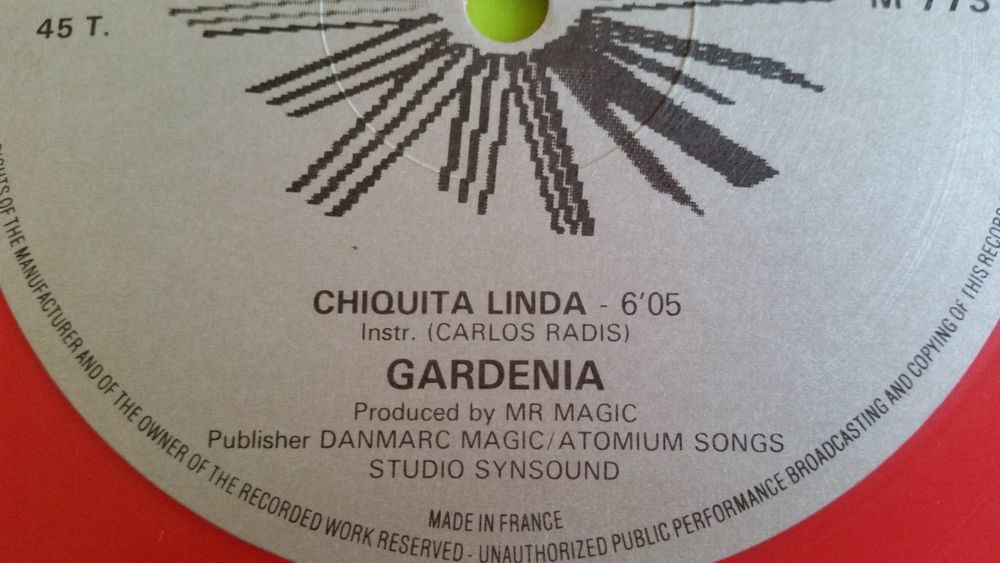 45 T.
M 773
CHIQUITA LINDA - 6'05
Instr. (CARLOS RADIS)
GARDENIA
Produced by MR MAGIC
Publisher DANMARC MAGIC/ATOMIUM SONGS
STUDIO SYNSOUND
MADE IN FRANCE
RIGHTS OF THE MANUFACTURER AND OF THE OWNER OF THE RECORDED WORK RESERVED - UNAUTHORIZED PUBLIC PERFORMANCE BROADCASTING AND COPYING OF THIS RECORD